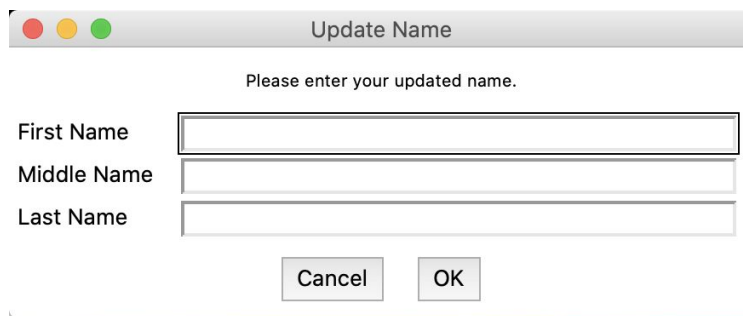 Update Name
Please enter your updated name.
First Name
Middle Name
Last Name
Cancel OK